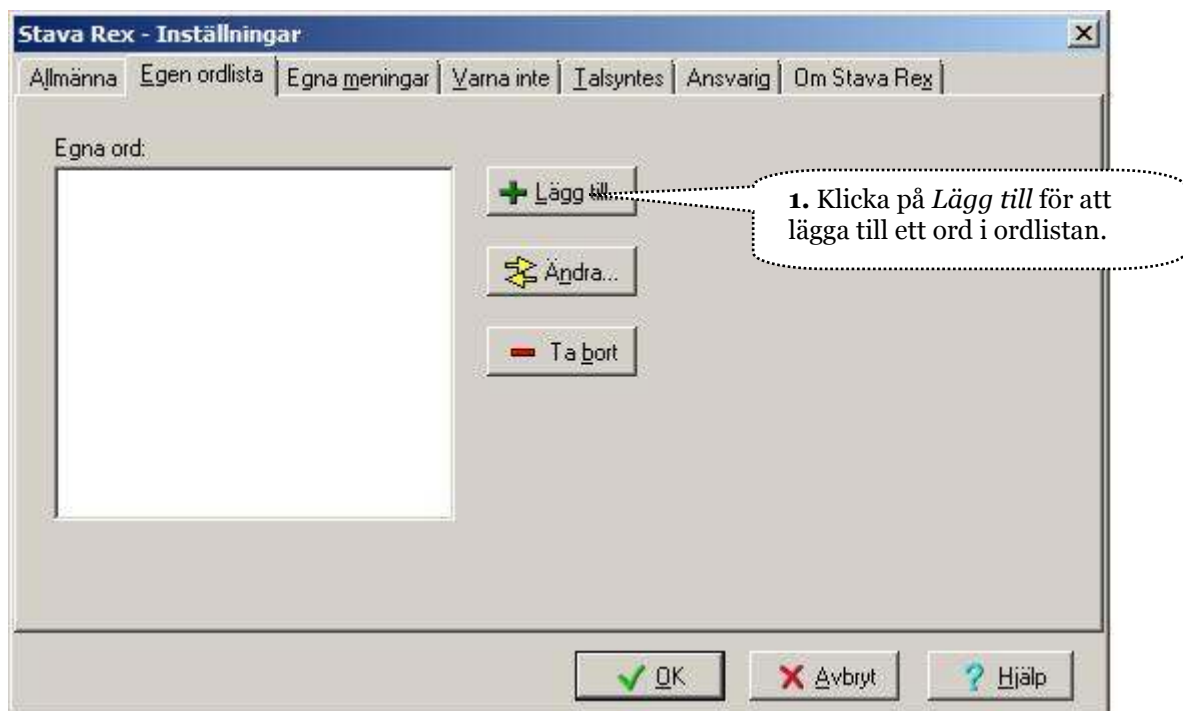 Stava Rex - Inställningar
Allmänna Egen ordlista Egna meningar Varna inte Talsyntes Ansvarig Om Stava Rex
Egna ord:
Lägg till...
1. Klicka på Lägg till för att
lägga till ett ord i ordlistan.
Ändra...
Ta bort
OK Avbryt Hjälp